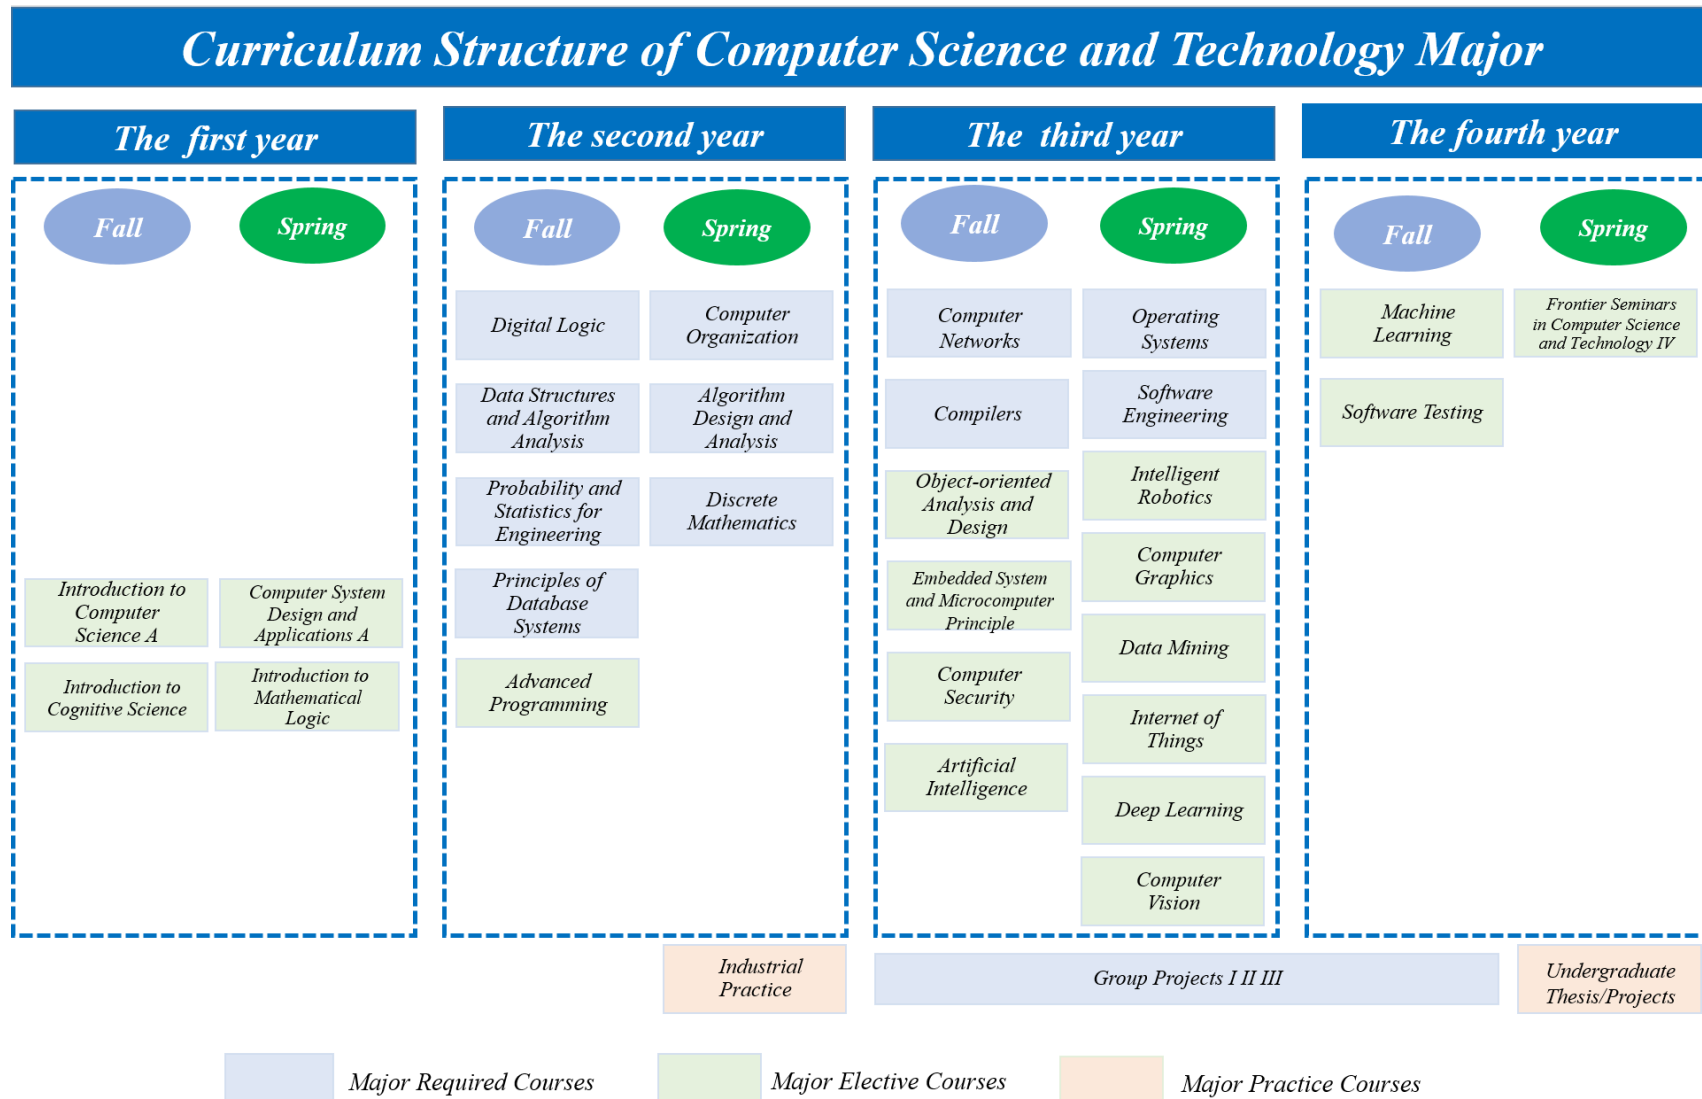 Curriculum Structure of Computer Science and Technology Major
The first year
The second year
The third year
The fourth year
Fall
Spring
Introduction to
Computer
Science A
Introduction to
Cognitive Science
Computer System
Design and
Applications A
Introduction to
Mathematical
Logic
Fall
Spring
Digital Logic
Data Structures
and Algorithm
Analysis
Probability and
Statistics for
Engineering
Principles of
Database
Systems
Advanced
Programming
Computer
Organization
Algorithm
Design and
Analysis
Discrete
Mathematics
Fall
Spring
Computer
Networks
Compilers
Object-oriented
Analysis and
Design
Embedded System
and Microcomputer
Principle
Computer
Security
Artificial
Intelligence
Operating
Systems
Software
Engineering
Intelligent
Robotics
Computer
Graphics
Data Mining
Internet of
Things
Deep Learning
Computer
Vision
Fall
Spring
Machine
Learning
Software Testing
Frontier Seminars
in Computer Science
and Technology IV
Industrial
Practice
Group Projects I II III
Undergraduate
Thesis/Projects
Major Required Courses
Major Elective Courses
Major Practice Courses